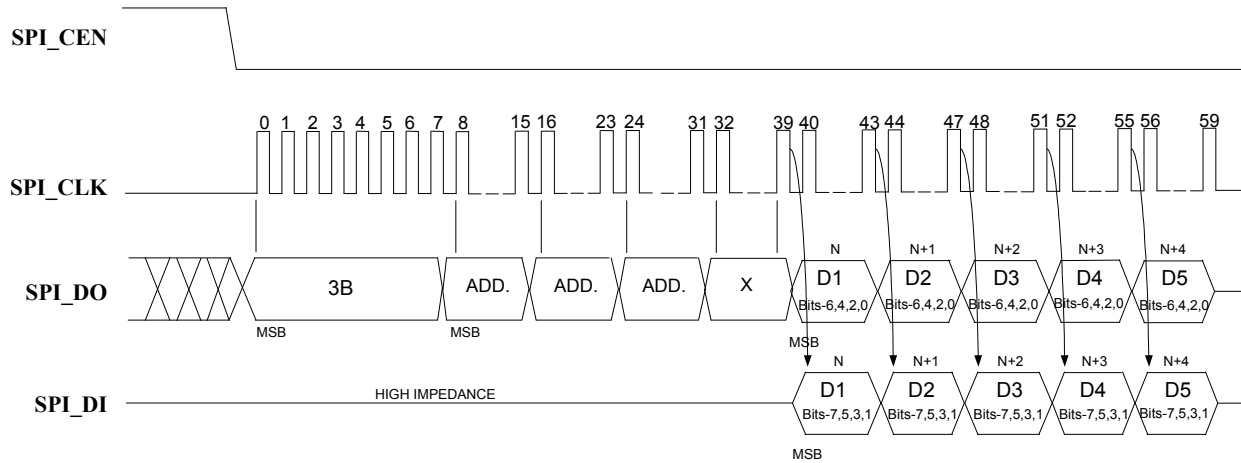 SPI_CEN
0 1 2 3 4 5 6 7 8 15 16 23 24 31 32 39 40 43 44 47 48 51 52 55 56 59
SPI_CLK
N N+1 N+2 N+3 N+4
SPI_DO
3B ADD. ADD. ADD. X D1 D2 D3 D4 D5
Bits-6,4,2,0 Bits-6,4,2,0 Bits-6,4,2,0 Bits-6,4,2,0 Bits-6,4,2,0
MSB MSB MSB
N N+1 N+2 N+3 N+4
SPI_DI
HIGH IMPEDANCE
D1 D2 D3 D4 D5
Bits-7,5,3,1 Bits-7,5,3,1 Bits-7,5,3,1 Bits-7,5,3,1 Bits-7,5,3,1
MSB